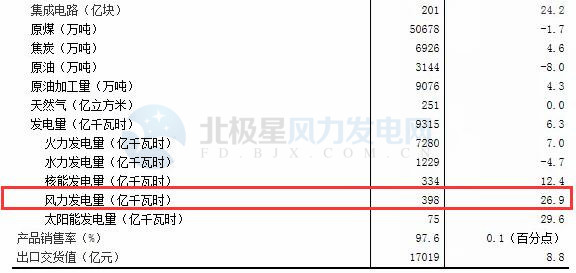 集成电路（亿块） 201 24.2
原煤（万吨） 50678 -1.7
焦炭（万吨） 6926 4.6
原油（万吨） 3144 -8.0
原油加工量（万吨） 9076 4.3
天然气（亿立方米） 251 0.0
发电量（亿千瓦时） 9315 6.3
火力发电量（亿千瓦时） 7280 7.0
水力发电量（亿千瓦时） 1229 -4.7
核能发电量（亿千瓦时） 334 12.4
风力发电量（亿千瓦时） 398 26.9
太阳能发电量（亿千瓦时） 75 29.6
产品销售率（%） 97.6 0.1（百分点）
出口交货值（亿元） 17019 8.8
北极星风力发电网
FD.BJX.COM.CN